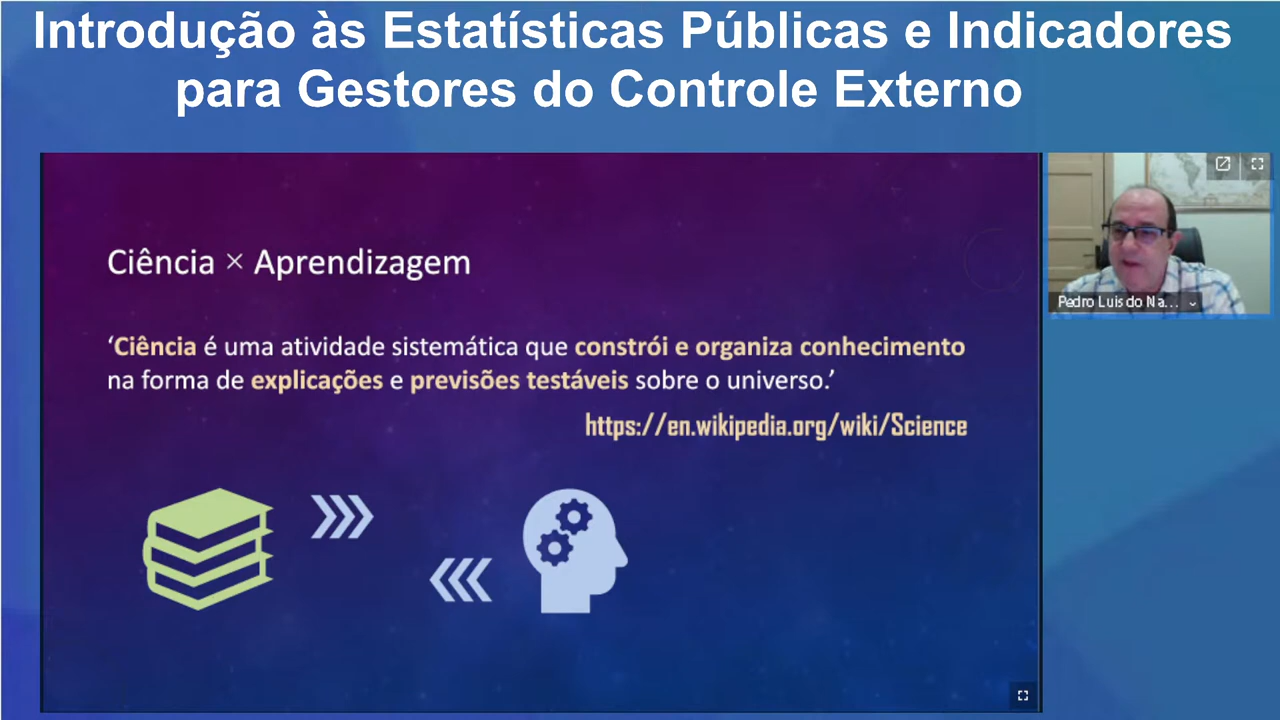 Introdução às Estatísticas Públicas e Indicadores
para Gestores do Controle Externo
Ciência × Aprendizagem
‘Ciência é uma atividade sistemática que constrói e organiza conhecimento
na forma de explicações e previsões testáveis sobre o universo.’
https://en.wikipedia.org/wiki/Science
Pedro Luis do Na...